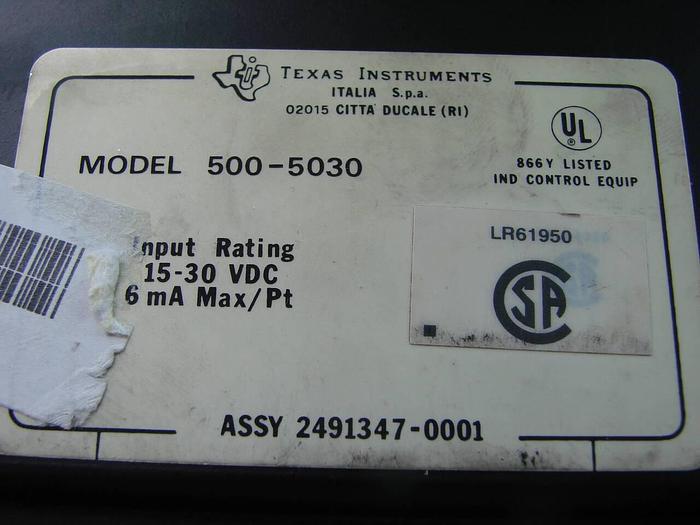 TEXAS INSTRUMENTS
ITALIA S.p.a.
02015 CITTA DUCALE (RI)
UL
®
866Y LISTED
IND CONTROL EQUIP
MODEL 500-5030
nput Rating
15-30 VDC
6 mA Max/Pt
LR61950
CSA
ASSY 2491347-0001